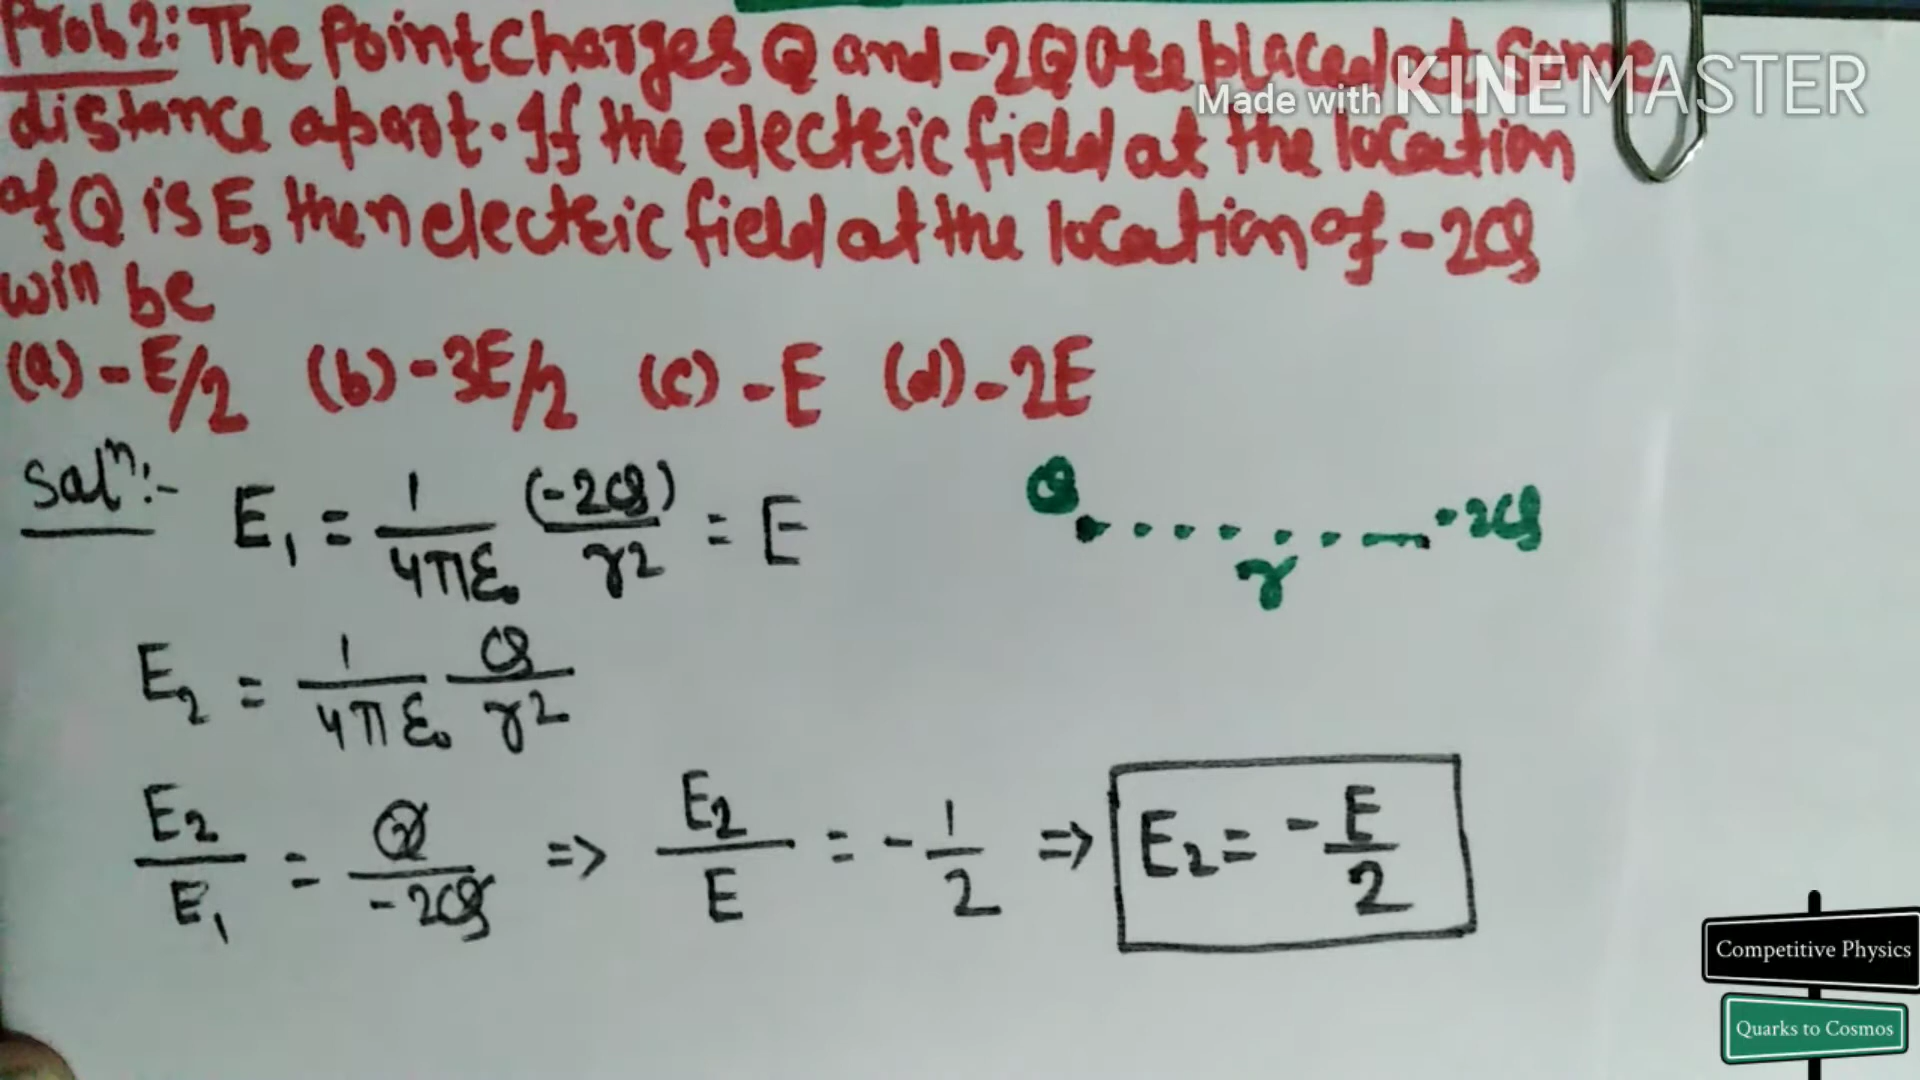 Prob 2: The Point Charges Q and -2Q are placed at some
Made with KINEMASTER
distance apart. If the electric field at the location
of Q is E, then electric field at the location of -2Q
will be
(a) -E/2 (b) -3E/2 (c) -E (d) -2E
Solⁿ:- E₁ = 1/4πε₀ (-2Q)/r2 = E
Q -2Q
r
E₂ = 1/4πε₀ Q/r2
E₂/E₁ = Q/-2Q => E₂/E = -1/2 => E₂ = -E/2
Competitive Physics
Quarks to Cosmos